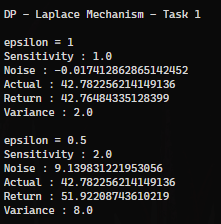 DP - Laplace Mechanism - Task 1
epsilon = 1
Sensitivity : 1.0
Noise : -0.017412862865142452
Actual : 42.782256214149136
Return : 42.76484335128399
Variance : 2.0
epsilon = 0.5
Sensitivity : 2.0
Noise : 9.139831221953056
Actual : 42.782256214149136
Return : 51.92208743610219
Variance : 8.0